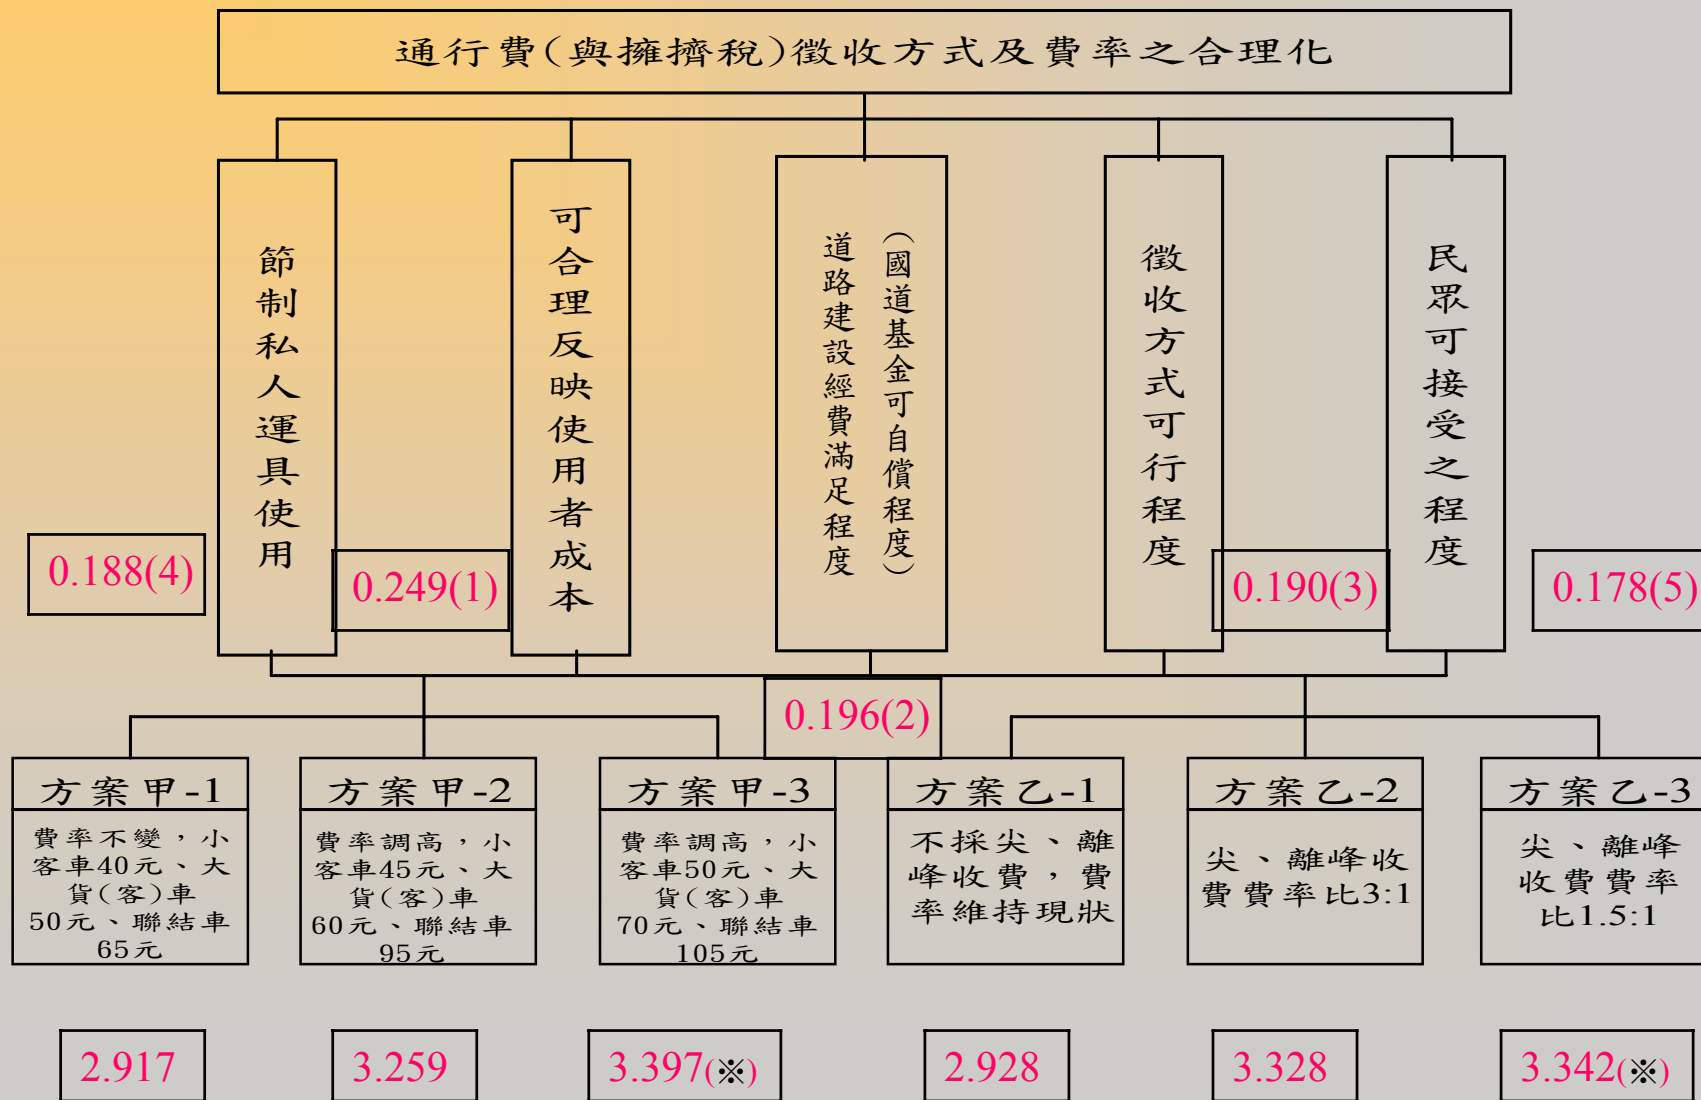 通行費(與擁擠稅)徵收方式及費率之合理化
節制私人運具使用
可合理反映使用者成本
(國道基金可自償程度)
道路建設經費滿足程度
徵收方式可行程度
民眾可接受之程度
0.188(4)
0.249(1)
0.196(2)
0.190(3)
0.178(5)
方案甲-1
費率不變，小
客車40元、大
貨(客)車
50元、聯結車
65元
方案甲-2
費率調高，小
客車45元、大
貨(客)車
60元、聯結車
95元
方案甲-3
費率調高，小
客車50元、大
貨(客)車
70元、聯結車
105元
方案乙-1
不採尖、離
峰收費，費
率維持現狀
方案乙-2
尖、離峰收
費費率比3:1
方案乙-3
尖、離峰
收費費率
比1.5:1
2.917
3.259
3.397(※)
2.928
3.328
3.342(※)